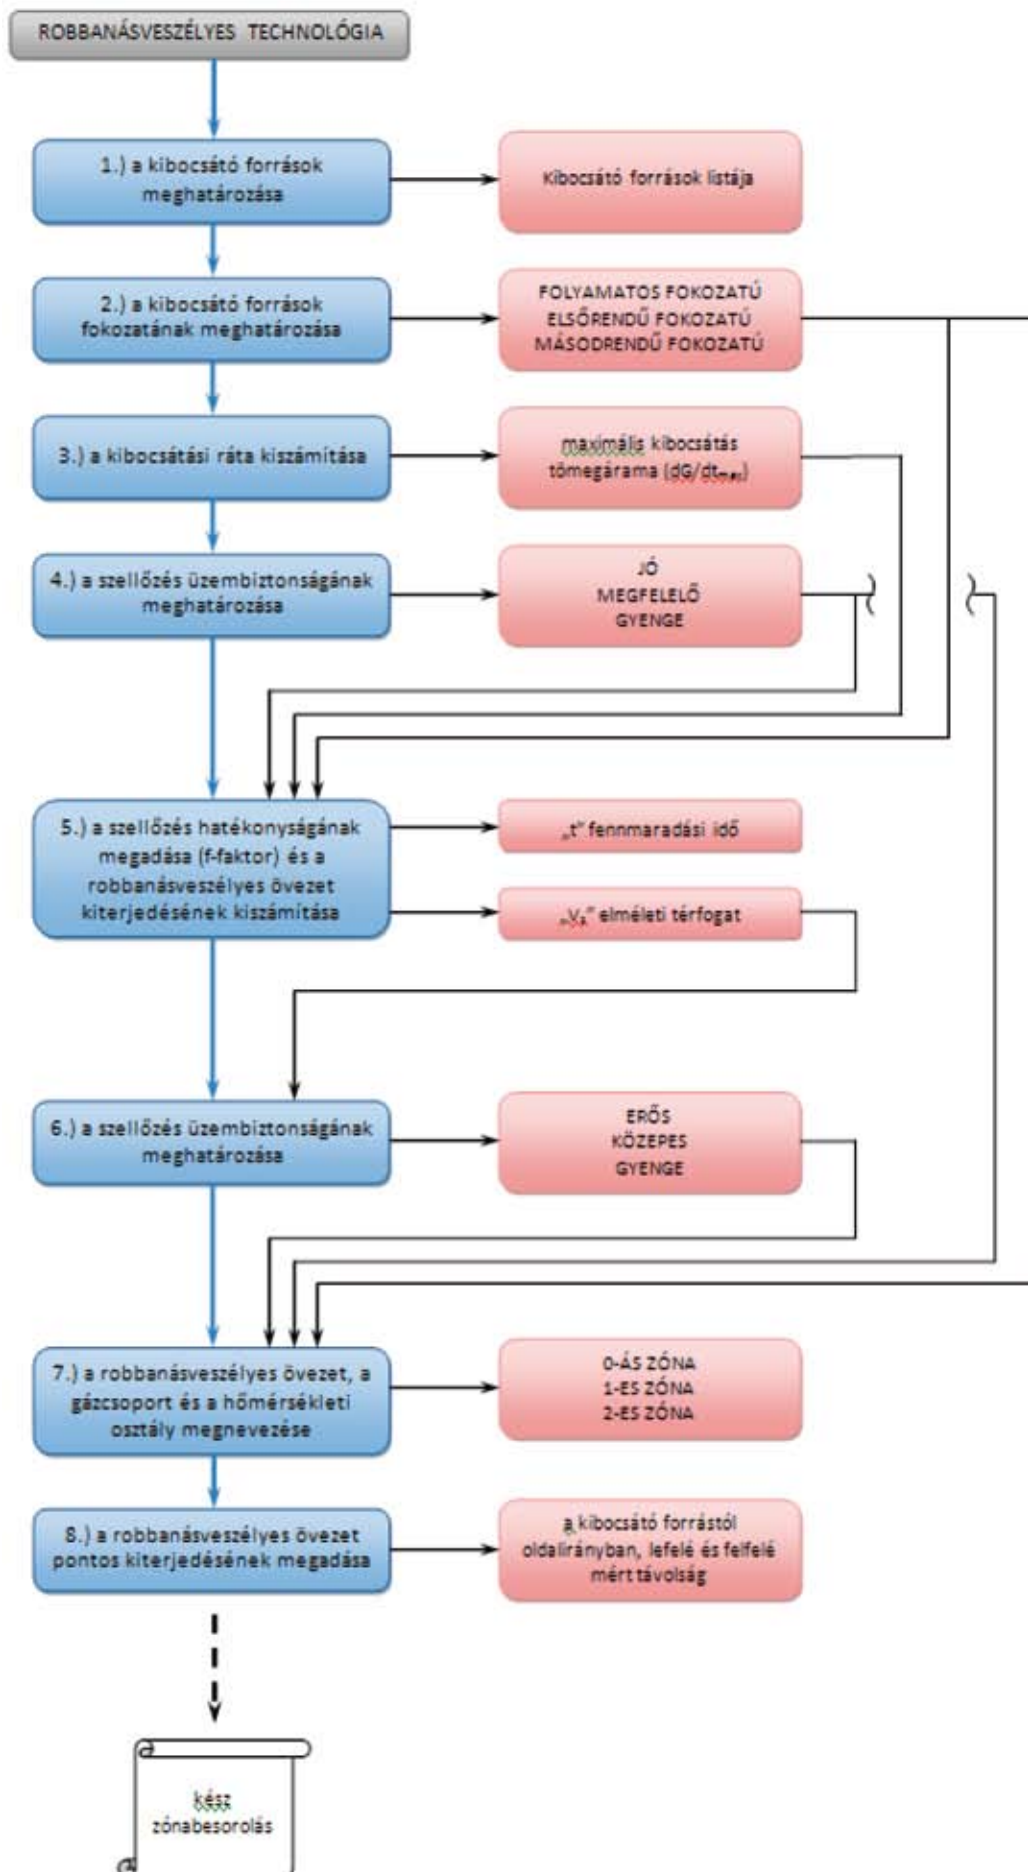 ROBBANÁSVESZÉLYES TECHNOLÓGIA
1.) a kibocsátó források
meghatározása
Kibocsátó források listája
2.) a kibocsátó források
fokozatának meghatározása
FOLYAMATOS FOKOZATÚ
ELSŐRENDŰ FOKOZATÚ
MÁSODRENDŰ FOKOZATÚ
3.) a kibocsátási ráta kiszámítása
maximális kibocsátás
tömegárama (dG/dtmax)
4.) a szellőzés üzembiztonságának
meghatározása
JÓ
MEGFELELŐ
GYENGE
5.) a szellőzés hatékonyságának
megadása (f-faktor) és a
robbanásveszélyes övezet
kiterjedésének kiszámítása
„t” fennmaradási idő
elméleti térfogat
6.) a szellőzés üzembiztonságának
meghatározása
ERŐS
KÖZEPES
GYENGE
7.) a robbanásveszélyes övezet, a
gázcsoport és a hőmérsékleti
osztály megnevezése
0-ÁS ZÓNA
1-ES ZÓNA
2-ES ZÓNA
8.) a robbanásveszélyes övezet
pontos kiterjedésének megadása
a kibocsátó forrástól
oldalirányban, lefelé és felfelé
mért távolság
kész
zónabesorolás